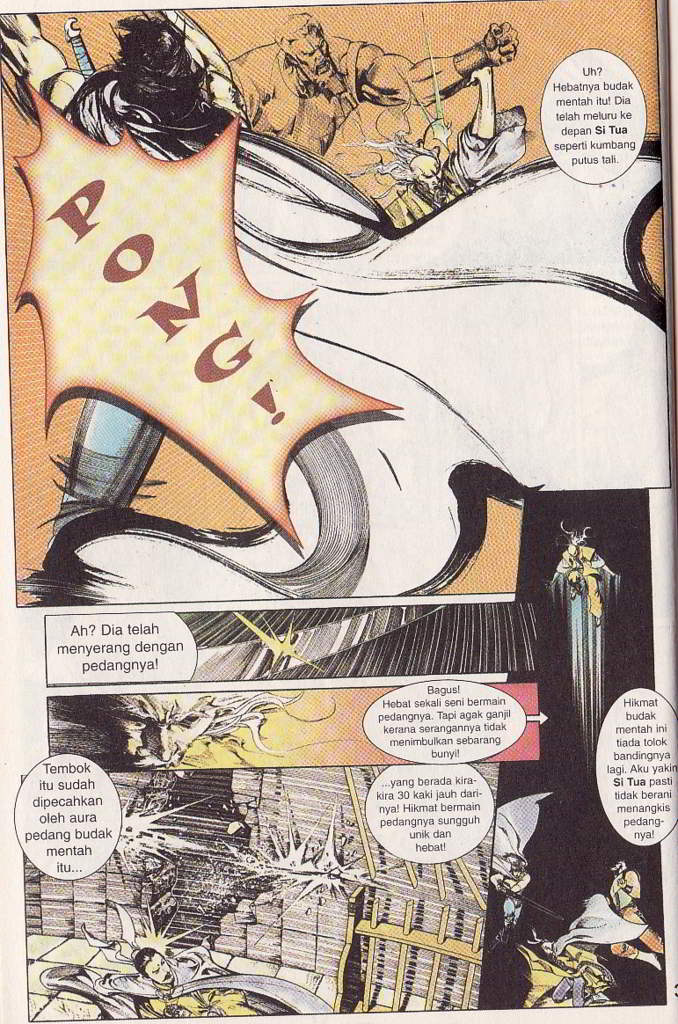 Uh?
Hebatnya budak
mentah itu! Dia
telah meluru ke
depan Si Tua
seperti kumbang
putus tali.
PONG!
Ah? Dia telah
menyerang dengan
pedangnya!
Bagus!
Hebat sekali seni bermain
pedangnya. Tapi agak ganjil
kerana serangannya tidak
menimbulkan sebarang
bunyi!
Hikmat
budak
mentah ini
tiada tolok
bandingnya
lagi. Aku yakin
Si Tua pasti
tidak berani
menangkis
pedang-
nya!
Tembok
itu sudah
dipecahkan
oleh aura
pedang budak
mentah
itu...
...yang berada kira-
kira 30 kaki jauh dari-
nya! Hikmat bermain
pedangnya sungguh
unik dan
hebat!